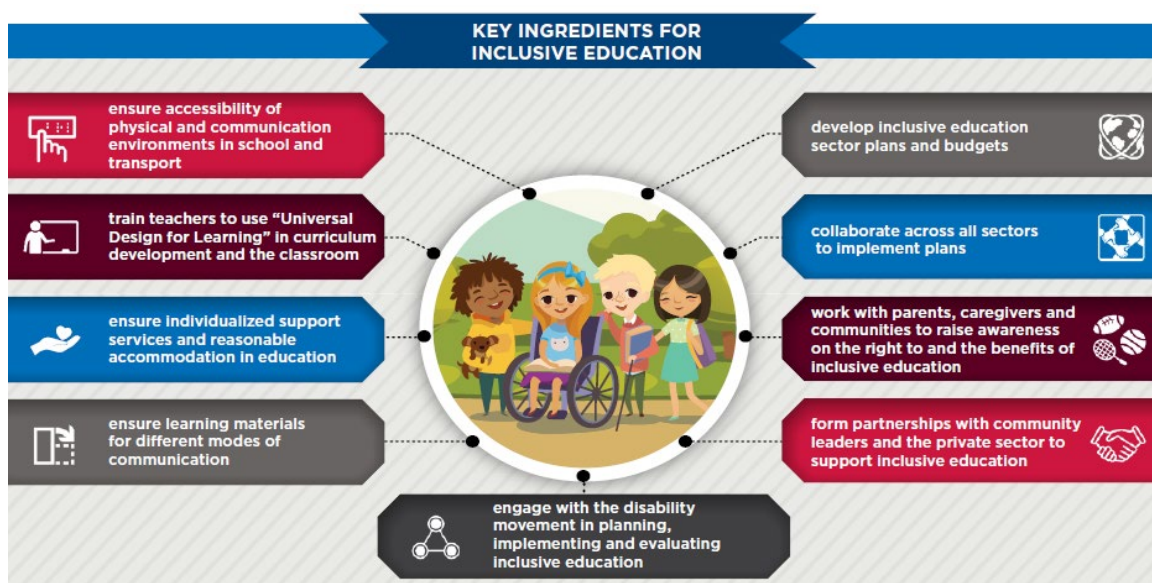 KEY INGREDIENTS FOR
INCLUSIVE EDUCATION
ensure accessibility of
physical and communication
environments in school and
transport
train teachers to use “Universal
Design for Learning” in curriculum
development and the classroom
ensure individualized support
services and reasonable
accommodation in education
ensure learning materials
for different modes of
communication
develop inclusive education
sector plans and budgets
collaborate across all sectors
to implement plans
work with parents, caregivers and
communities to raise awareness
on the right to and the benefits of
inclusive education
form partnerships with community
leaders and the private sector to
support inclusive education
engage with the disability
movement in planning,
implementing and evaluating
inclusive education